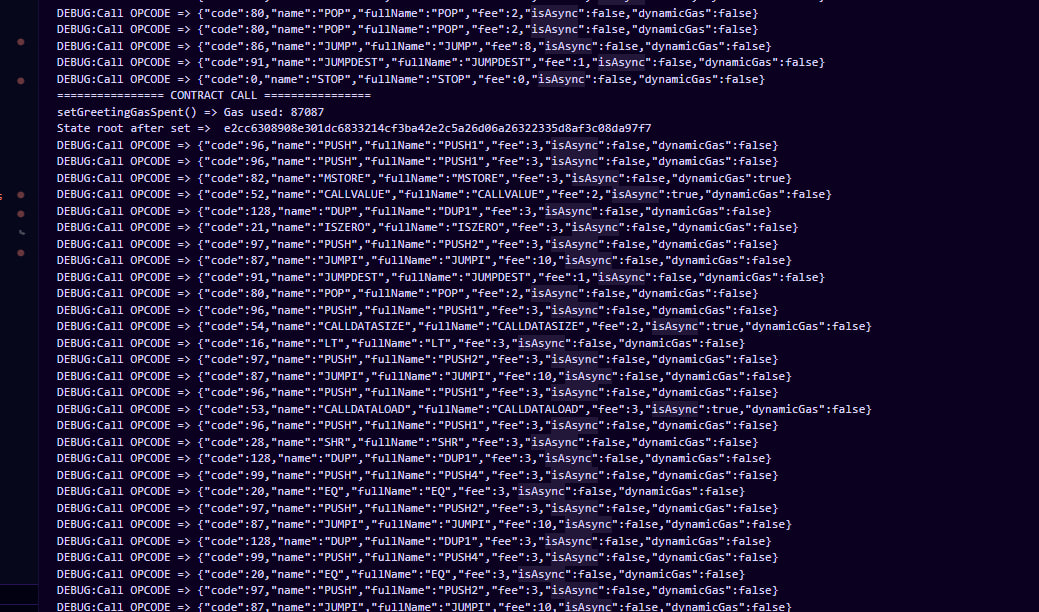 DEBUG:Call OPCODE => {"code":80,"name":"POP","fullName":"POP","fee":2,"isAsync":false,"dynamicGas":false}
DEBUG:Call OPCODE => {"code":80,"name":"POP","fullName":"POP","fee":2,"isAsync":false,"dynamicGas":false}
DEBUG:Call OPCODE => {"code":86,"name":"JUMP","fullName":"JUMP","fee":8,"isAsync":false,"dynamicGas":false}
DEBUG:Call OPCODE => {"code":91,"name":"JUMPDEST","fullName":"JUMPDEST","fee":1,"isAsync":false,"dynamicGas":false}
DEBUG:Call OPCODE => {"code":0,"name":"STOP","fullName":"STOP","fee":0,"isAsync":false,"dynamicGas":false}
================ CONTRACT CALL ================
setGreetingGasSpent() => Gas used: 87087
State root after set =>  e2cc6308908e301dc6833214cf3ba42e2c5a26d06a26322335d8af3c08da97f7
DEBUG:Call OPCODE => {"code":96,"name":"PUSH","fullName":"PUSH1","fee":3,"isAsync":false,"dynamicGas":false}
DEBUG:Call OPCODE => {"code":96,"name":"PUSH","fullName":"PUSH1","fee":3,"isAsync":false,"dynamicGas":false}
DEBUG:Call OPCODE => {"code":82,"name":"MSTORE","fullName":"MSTORE","fee":3,"isAsync":false,"dynamicGas":true}
DEBUG:Call OPCODE => {"code":52,"name":"CALLVALUE","fullName":"CALLVALUE","fee":2,"isAsync":true,"dynamicGas":false}
DEBUG:Call OPCODE => {"code":128,"name":"DUP","fullName":"DUP1","fee":3,"isAsync":false,"dynamicGas":false}
DEBUG:Call OPCODE => {"code":21,"name":"ISZERO","fullName":"ISZERO","fee":3,"isAsync":false,"dynamicGas":false}
DEBUG:Call OPCODE => {"code":97,"name":"PUSH","fullName":"PUSH2","fee":3,"isAsync":false,"dynamicGas":false}
DEBUG:Call OPCODE => {"code":87,"name":"JUMPI","fullName":"JUMPI","fee":10,"isAsync":false,"dynamicGas":false}
DEBUG:Call OPCODE => {"code":91,"name":"JUMPDEST","fullName":"JUMPDEST","fee":1,"isAsync":false,"dynamicGas":false}
DEBUG:Call OPCODE => {"code":80,"name":"POP","fullName":"POP","fee":2,"isAsync":false,"dynamicGas":false}
DEBUG:Call OPCODE => {"code":96,"name":"PUSH","fullName":"PUSH1","fee":3,"isAsync":false,"dynamicGas":false}
DEBUG:Call OPCODE => {"code":54,"name":"CALLDATASIZE","fullName":"CALLDATASIZE","fee":2,"isAsync":true,"dynamicGas":false}
DEBUG:Call OPCODE => {"code":16,"name":"LT","fullName":"LT","fee":3,"isAsync":false,"dynamicGas":false}
DEBUG:Call OPCODE => {"code":97,"name":"PUSH","fullName":"PUSH2","fee":3,"isAsync":false,"dynamicGas":false}
DEBUG:Call OPCODE => {"code":87,"name":"JUMPI","fullName":"JUMPI","fee":10,"isAsync":false,"dynamicGas":false}
DEBUG:Call OPCODE => {"code":96,"name":"PUSH","fullName":"PUSH1","fee":3,"isAsync":false,"dynamicGas":false}
DEBUG:Call OPCODE => {"code":53,"name":"CALLDATALOAD","fullName":"CALLDATALOAD","fee":3,"isAsync":true,"dynamicGas":false}
DEBUG:Call OPCODE => {"code":96,"name":"PUSH","fullName":"PUSH1","fee":3,"isAsync":false,"dynamicGas":false}
DEBUG:Call OPCODE => {"code":28,"name":"SHR","fullName":"SHR","fee":3,"isAsync":false,"dynamicGas":false}
DEBUG:Call OPCODE => {"code":128,"name":"DUP","fullName":"DUP1","fee":3,"isAsync":false,"dynamicGas":false}
DEBUG:Call OPCODE => {"code":99,"name":"PUSH","fullName":"PUSH4","fee":3,"isAsync":false,"dynamicGas":false}
DEBUG:Call OPCODE => {"code":20,"name":"EQ","fullName":"EQ","fee":3,"isAsync":false,"dynamicGas":false}
DEBUG:Call OPCODE => {"code":97,"name":"PUSH","fullName":"PUSH2","fee":3,"isAsync":false,"dynamicGas":false}
DEBUG:Call OPCODE => {"code":87,"name":"JUMPI","fullName":"JUMPI","fee":10,"isAsync":false,"dynamicGas":false}
DEBUG:Call OPCODE => {"code":128,"name":"DUP","fullName":"DUP1","fee":3,"isAsync":false,"dynamicGas":false}
DEBUG:Call OPCODE => {"code":99,"name":"PUSH","fullName":"PUSH4","fee":3,"isAsync":false,"dynamicGas":false}
DEBUG:Call OPCODE => {"code":20,"name":"EQ","fullName":"EQ","fee":3,"isAsync":false,"dynamicGas":false}
DEBUG:Call OPCODE => {"code":97,"name":"PUSH","fullName":"PUSH2","fee":3,"isAsync":false,"dynamicGas":false}
DEBUG:Call OPCODE => {"code":87,"name":"JUMPI","fullName":"JUMPI","fee":10,"isAsync":false,"dynamicGas":false}